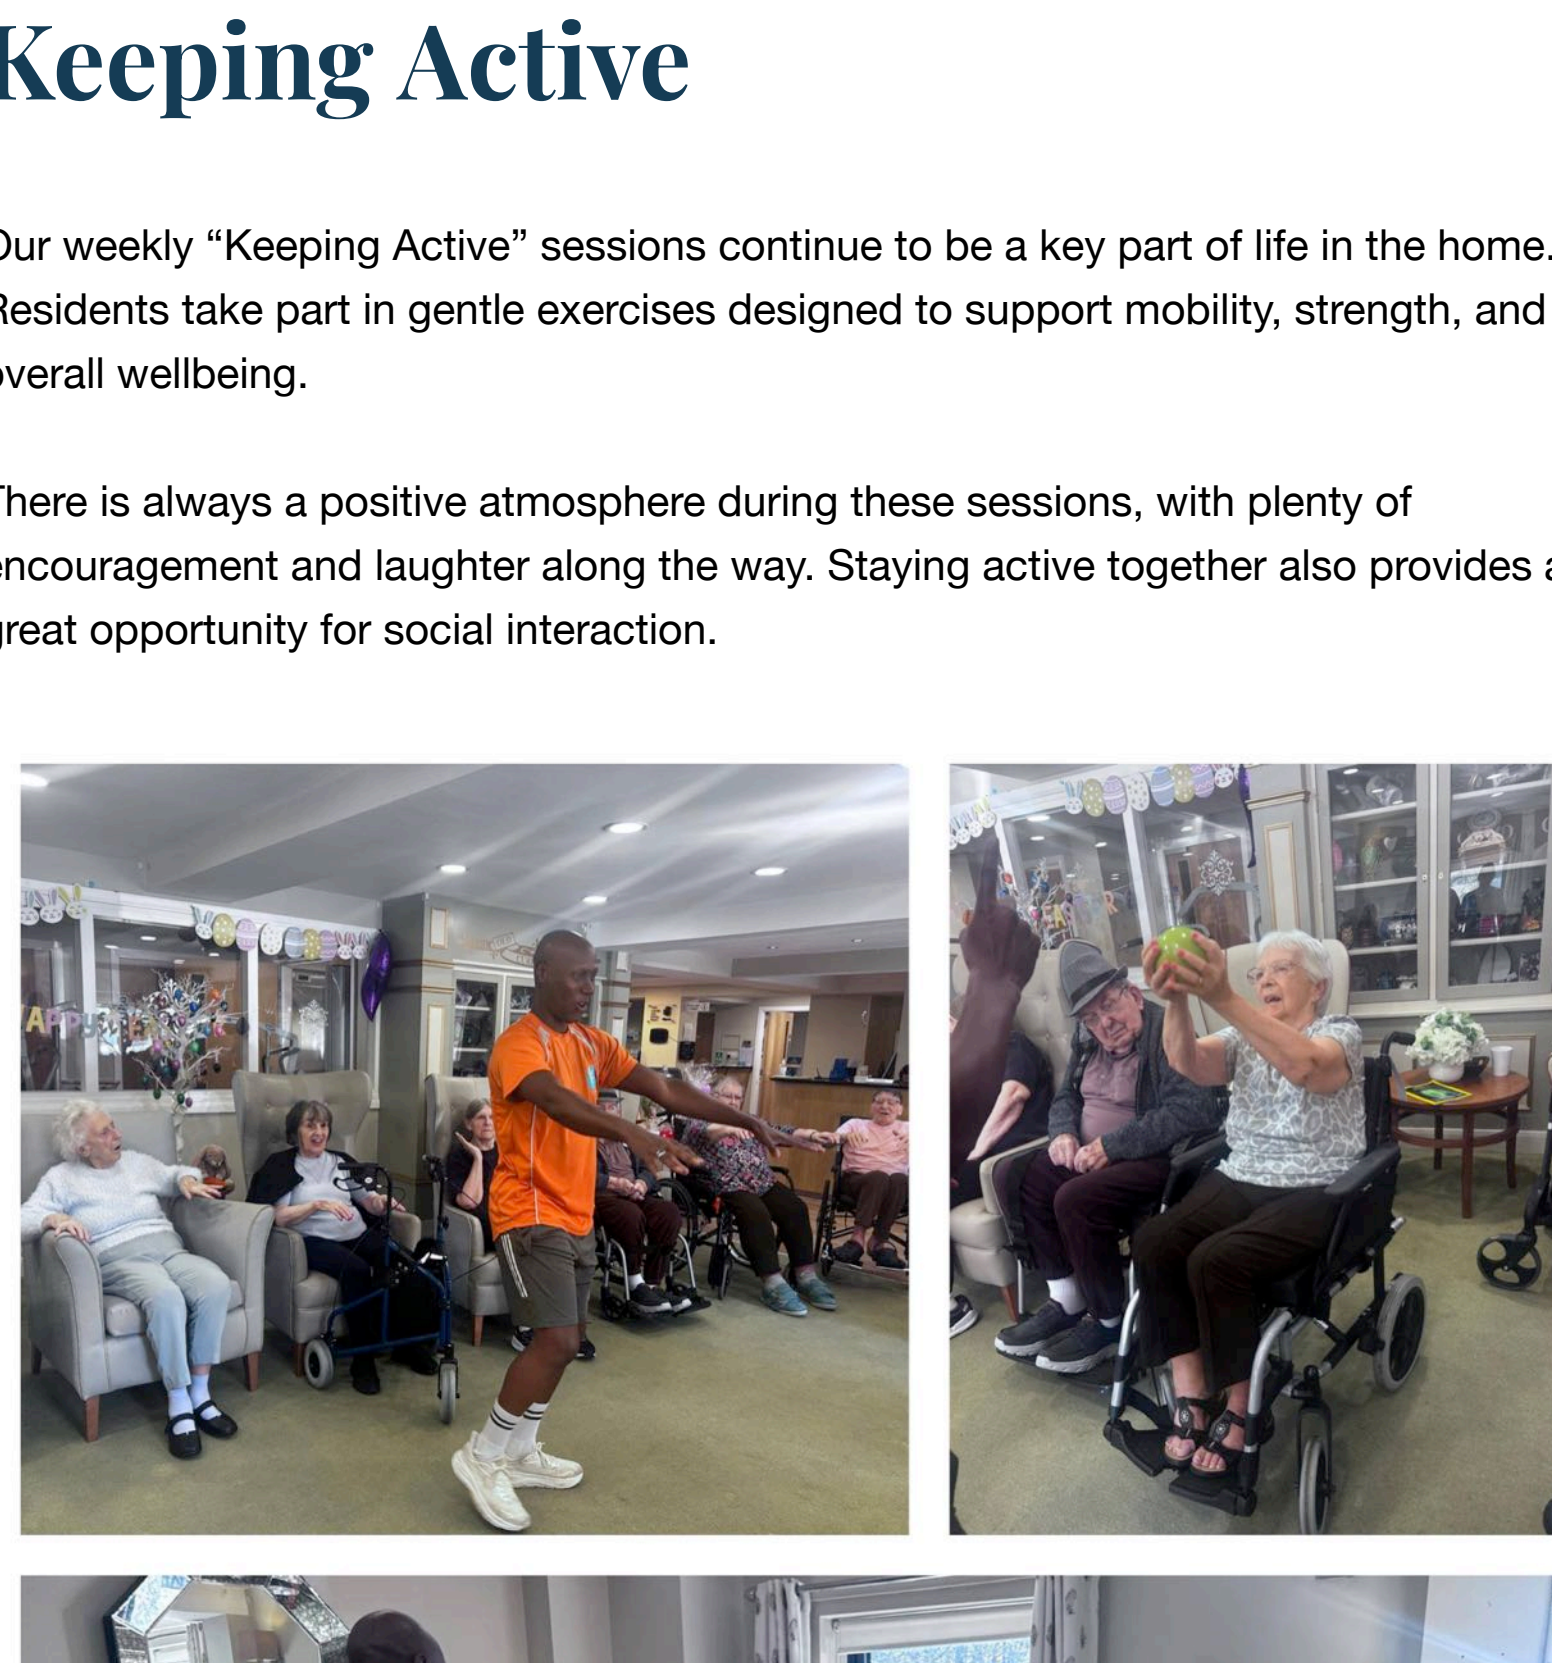 Keeping Active
Our weekly “Keeping Active” sessions continue to be a key part of life in the home.
Residents take part in gentle exercises designed to support mobility, strength, and
overall wellbeing.
There is always a positive atmosphere during these sessions, with plenty of
encouragement and laughter along the way. Staying active together also provides a
great opportunity for social interaction.